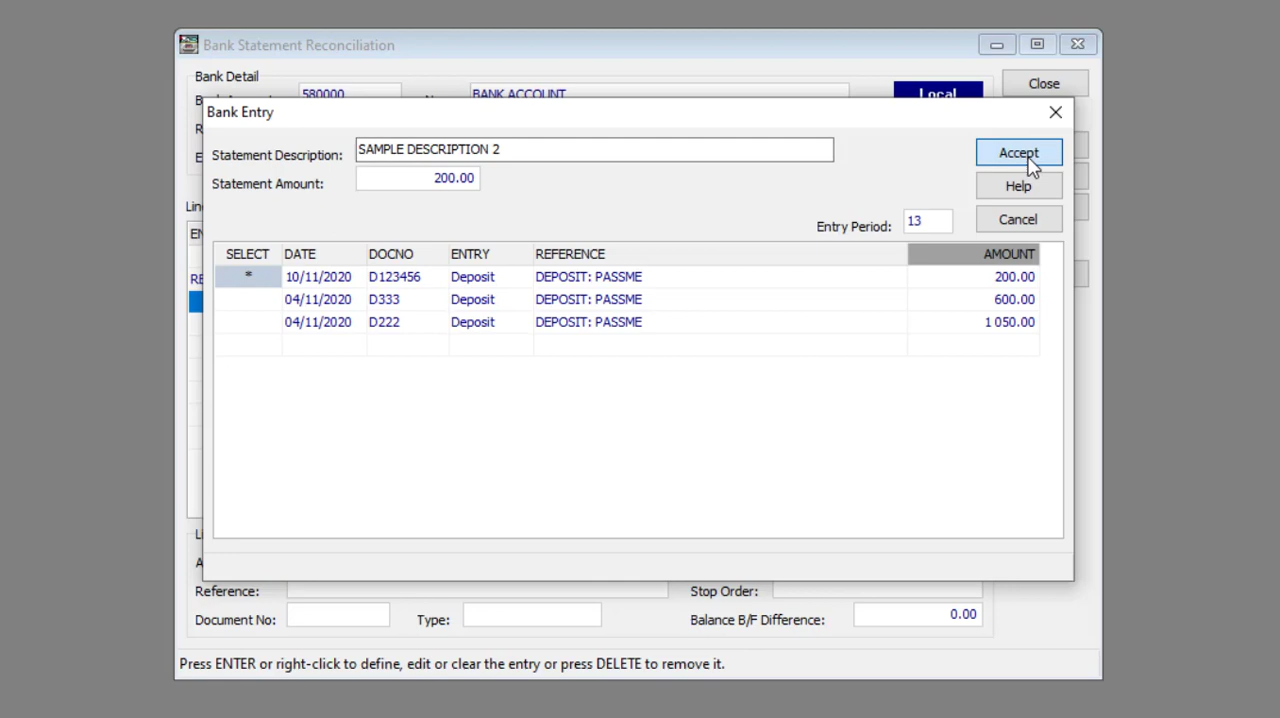 Bank Statement Reconciliation
Bank Detail
580000
BANK ACCOUNT
Local
Close
Bank Entry
Statement Description: SAMPLE DESCRIPTION 2
Accept
Statement Amount: 200.00
Help
Entry Period: 13
Cancel
SELECT DATE DOCNO ENTRY REFERENCE AMOUNT
* 10/11/2020 D123456 Deposit DEPOSIT: PASSME 200.00
04/11/2020 D333 Deposit DEPOSIT: PASSME 600.00
04/11/2020 D222 Deposit DEPOSIT: PASSME 1 050.00
Reference: Stop Order:
Document No: Type: Balance B/F Difference: 0.00
Press ENTER or right-click to define, edit or clear the entry or press DELETE to remove it.